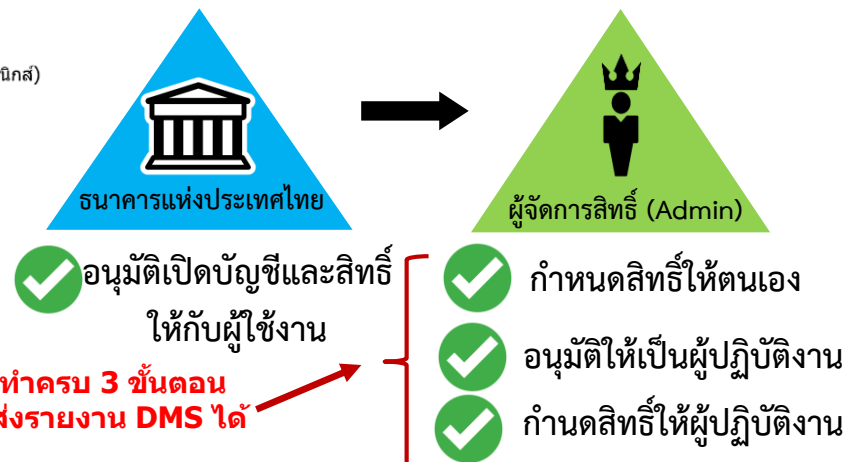 นิกส์)
ธนาคารแห่งประเทศไทย
ผู้จัดการสิทธิ์ (Admin)
อนุมัติเปิดบัญชีและสิทธิ์
ให้กับผู้ใช้งาน
กำหนดสิทธิ์ให้ตนเอง
อนุมัติให้เป็นผู้ปฏิบัติงาน
กำนดสิทธิ์ให้ผู้ปฏิบัติงาน
ทำครบ 3 ขั้นตอน
ส่งรายงาน DMS ได้